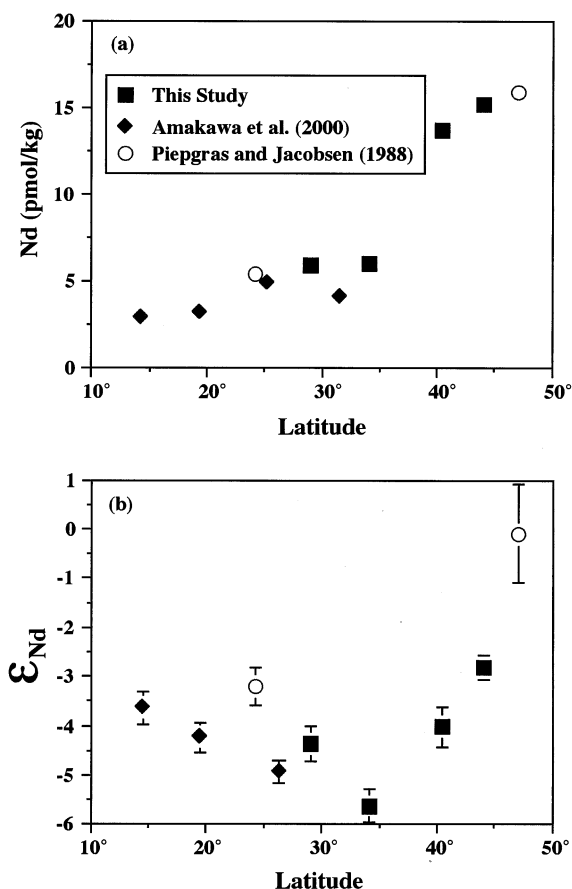 20
(a)
This Study
Amakawa et al. (2000)
Piepgras and Jacobsen (1988)
15
10
5
0
Nd (pmol/kg)
10° 20° 30° 40° 50°
Latitude
1
(b)
0
-1
-2
-3
-4
-5
-6
εNd
10° 20° 30° 40° 50°
Latitude